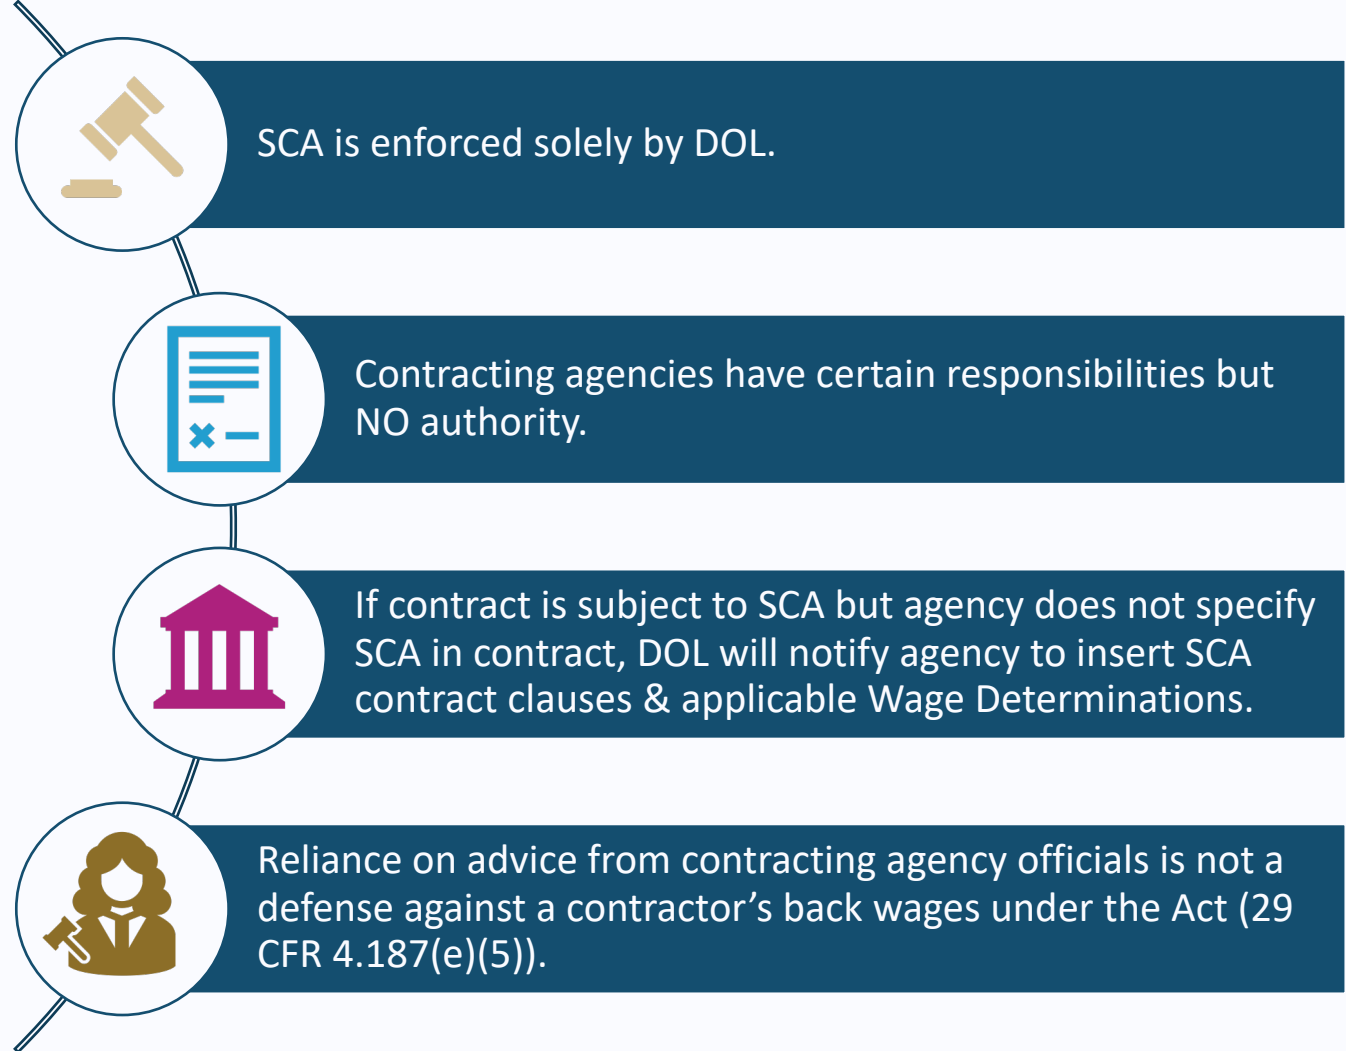 SCA is enforced solely by DOL.
Contracting agencies have certain responsibilities but
NO authority.
If contract is subject to SCA but agency does not specify
SCA in contract, DOL will notify agency to insert SCA
contract clauses & applicable Wage Determinations.
Reliance on advice from contracting agency officials is not a
defense against a contractor’s back wages under the Act (29
CFR 4.187(e)(5)).